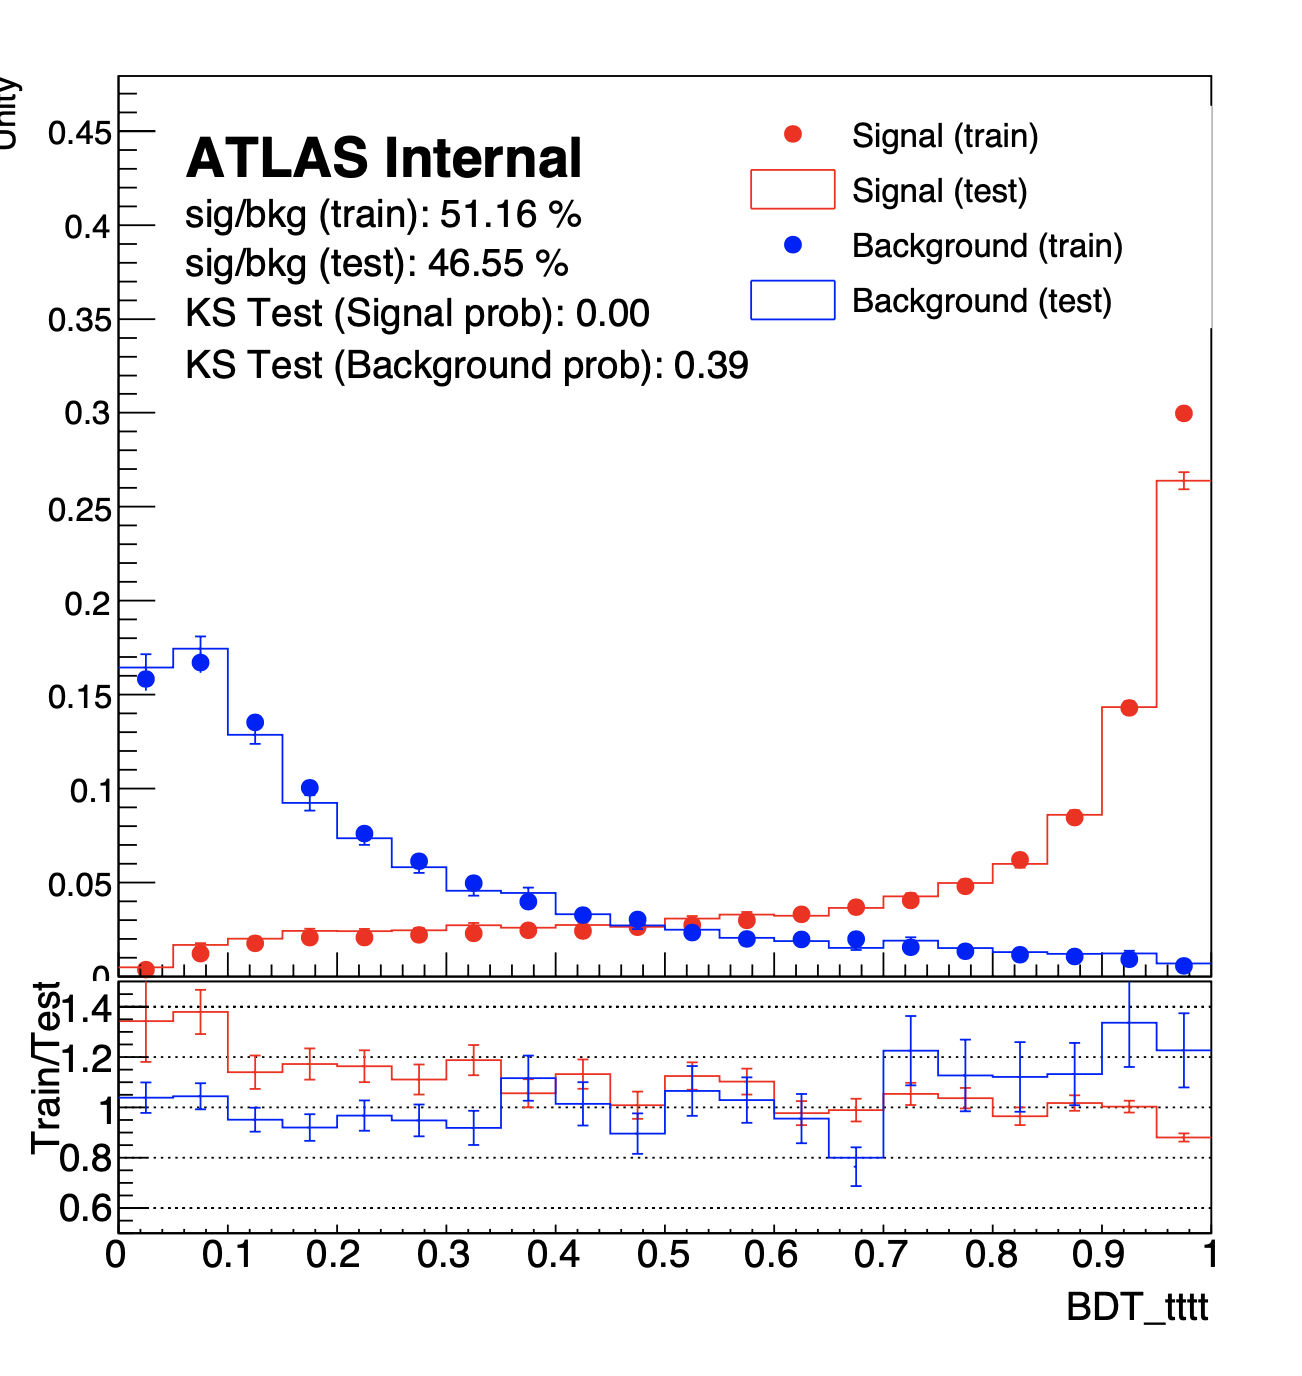 Unity
0.45
0.4
0.35
0.3
0.25
0.2
0.15
0.1
0.05
0
ATLAS Internal
sig/bkg (train): 51.16 %
sig/bkg (test): 46.55 %
KS Test (Signal prob): 0.00
KS Test (Background prob): 0.39
Signal (train)
Signal (test)
Background (train)
Background (test)
Train/Test
1.4
1.2
1
0.8
0.6
0 0.1 0.2 0.3 0.4 0.5 0.6 0.7 0.8 0.9 1
BDT_tttt